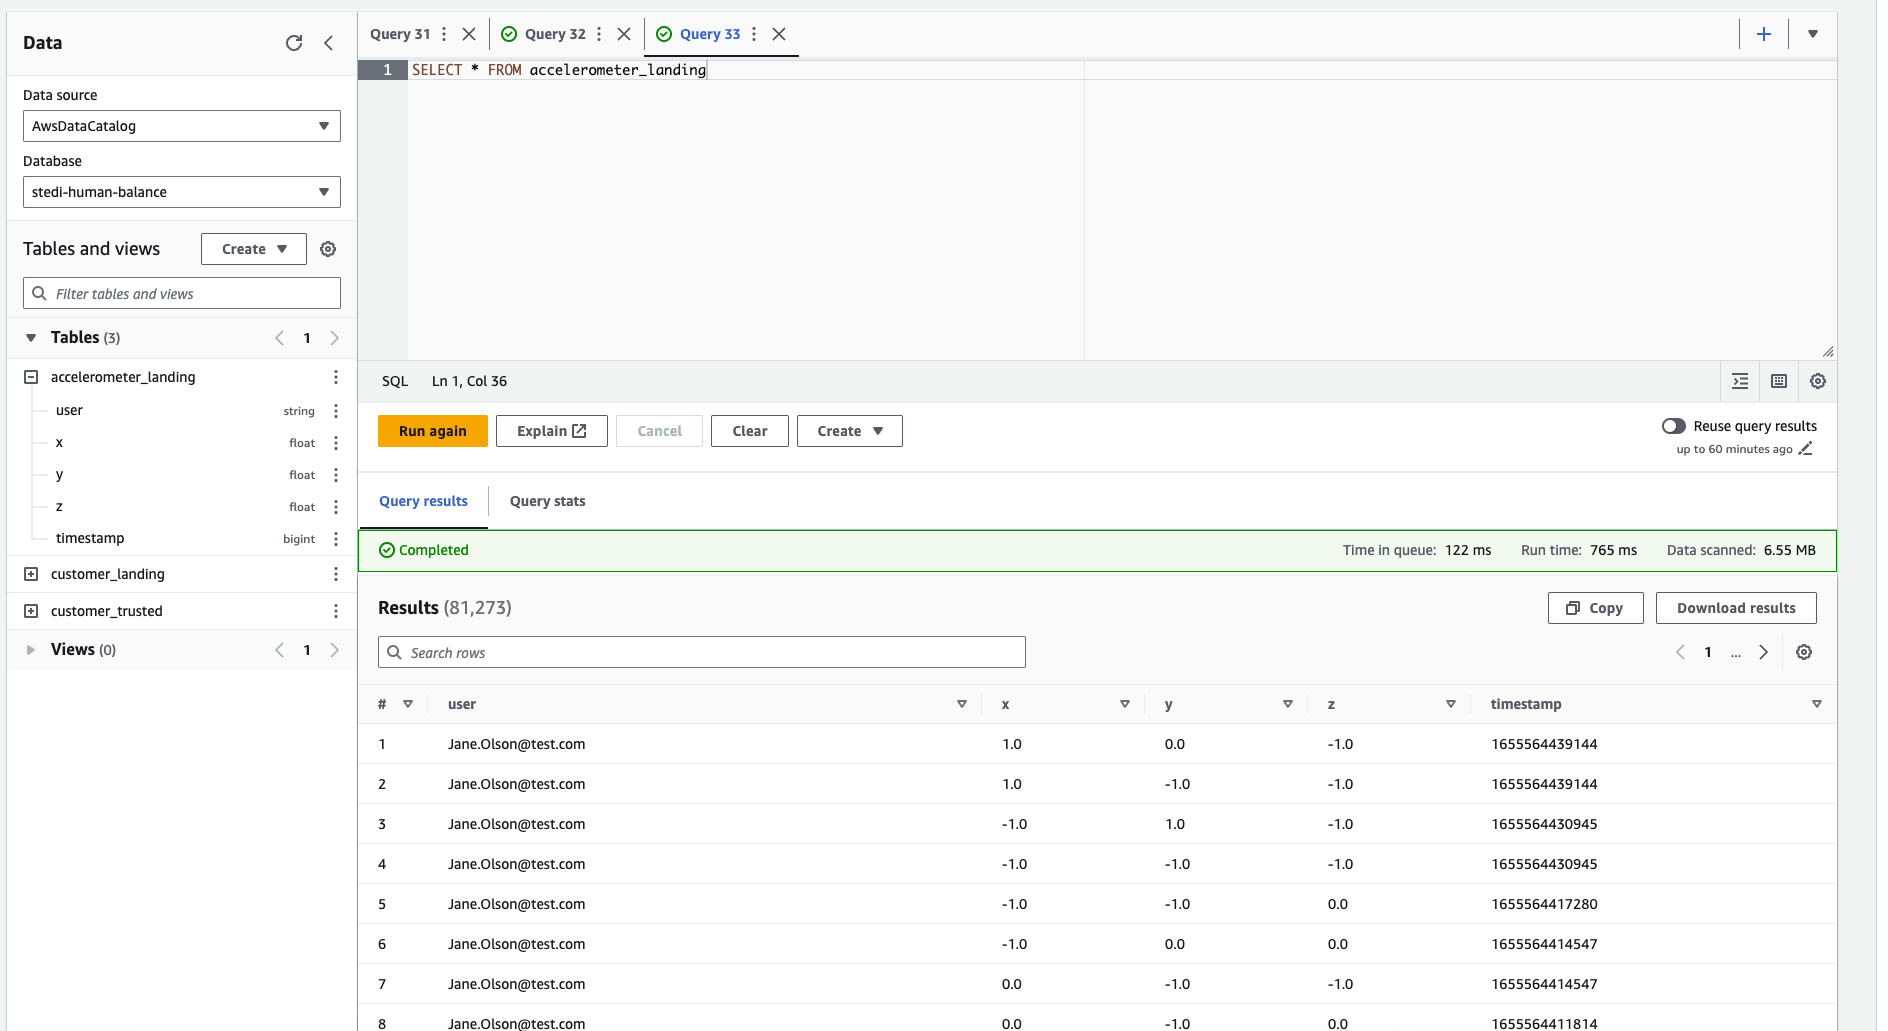 Data
Data source
AwsDataCatalog
Database
stedi-human-balance
Tables and views
Create
Filter tables and views
Tables (3)
1
accelerometer_landing
user string
x float
y float
z float
timestamp bigint
customer_landing
customer_trusted
Views (0)
1
Query 31
Query 32
Query 33
1 SELECT * FROM accelerometer_landing
SQL Ln 1, Col 36
Run again
Explain
Cancel
Clear
Create
Reuse query results
up to 60 minutes ago
Query results
Query stats
Completed
Time in queue: 122 ms Run time: 765 ms Data scanned: 6.55 MB
Results (81,273)
Copy
Download results
Search rows
1 ...
# user x y z timestamp
1 Jane.Olson@test.com 1.0 0.0 -1.0 1655564439144
2 Jane.Olson@test.com 1.0 -1.0 -1.0 1655564439144
3 Jane.Olson@test.com -1.0 1.0 -1.0 1655564430945
4 Jane.Olson@test.com -1.0 -1.0 -1.0 1655564430945
5 Jane.Olson@test.com -1.0 -1.0 0.0 1655564417280
6 Jane.Olson@test.com -1.0 0.0 0.0 1655564414547
7 Jane.Olson@test.com 0.0 -1.0 -1.0 1655564414547
8 Jane.Olson@test.com 0.0 -1.0 0.0 1655564411814